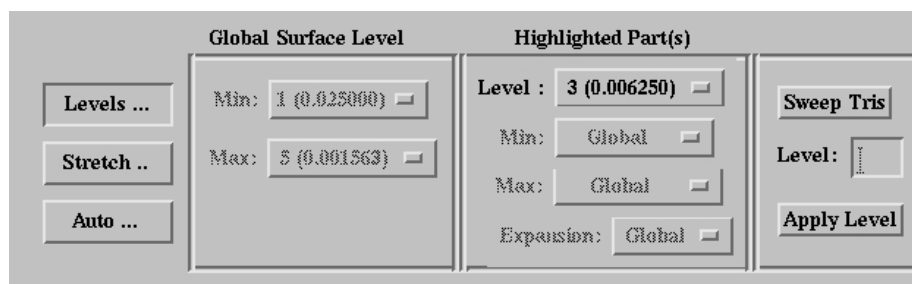 Global Surface Level
Highlighted Part(s)
Levels ...
Stretch ..
Auto ...
Min: 1 (0.025000)
Max: 5 (0.001563)
Level : 3 (0.006250)
Min: Global
Max: Global
Expansion: Global
Sweep Tris
Level:
Apply Level